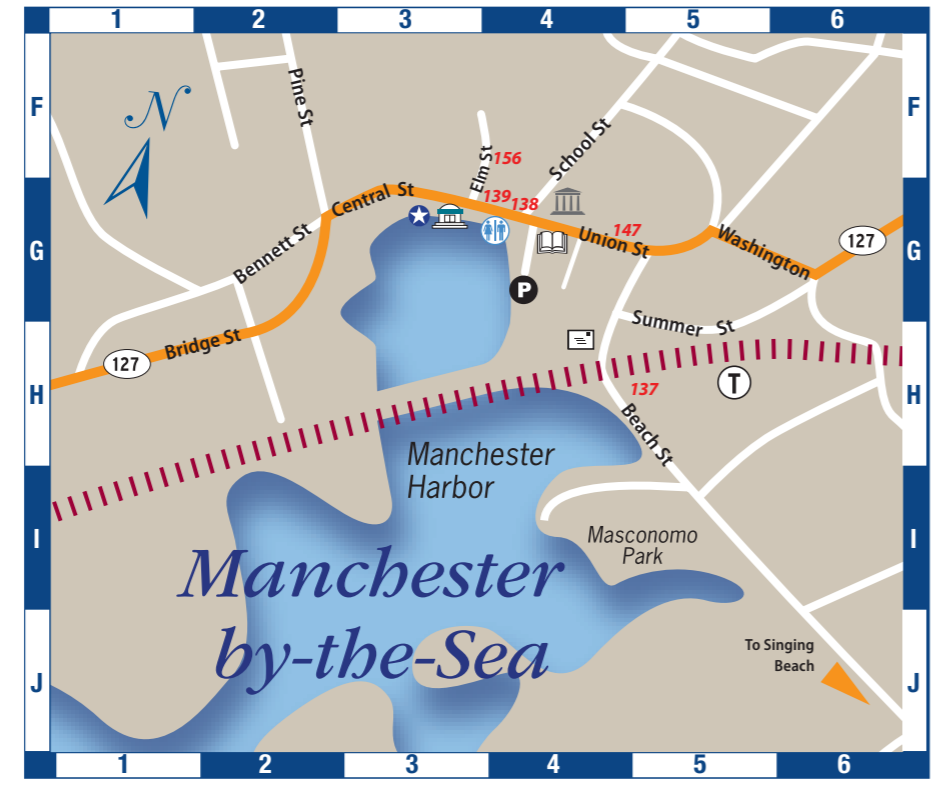 1 2 3 4 5 6
F F
N
Pine St
Elm St
156
School St
139
138
Central St
G G
Bennett St
Union St
147
Washington
127
P
Summer St
Bridge St
127
H H
T
137
Beach St
Manchester
Harbor
I I
Masconomo
Park
Manchester
by-the-Sea
To Singing
Beach
J J
1 2 3 4 5 6